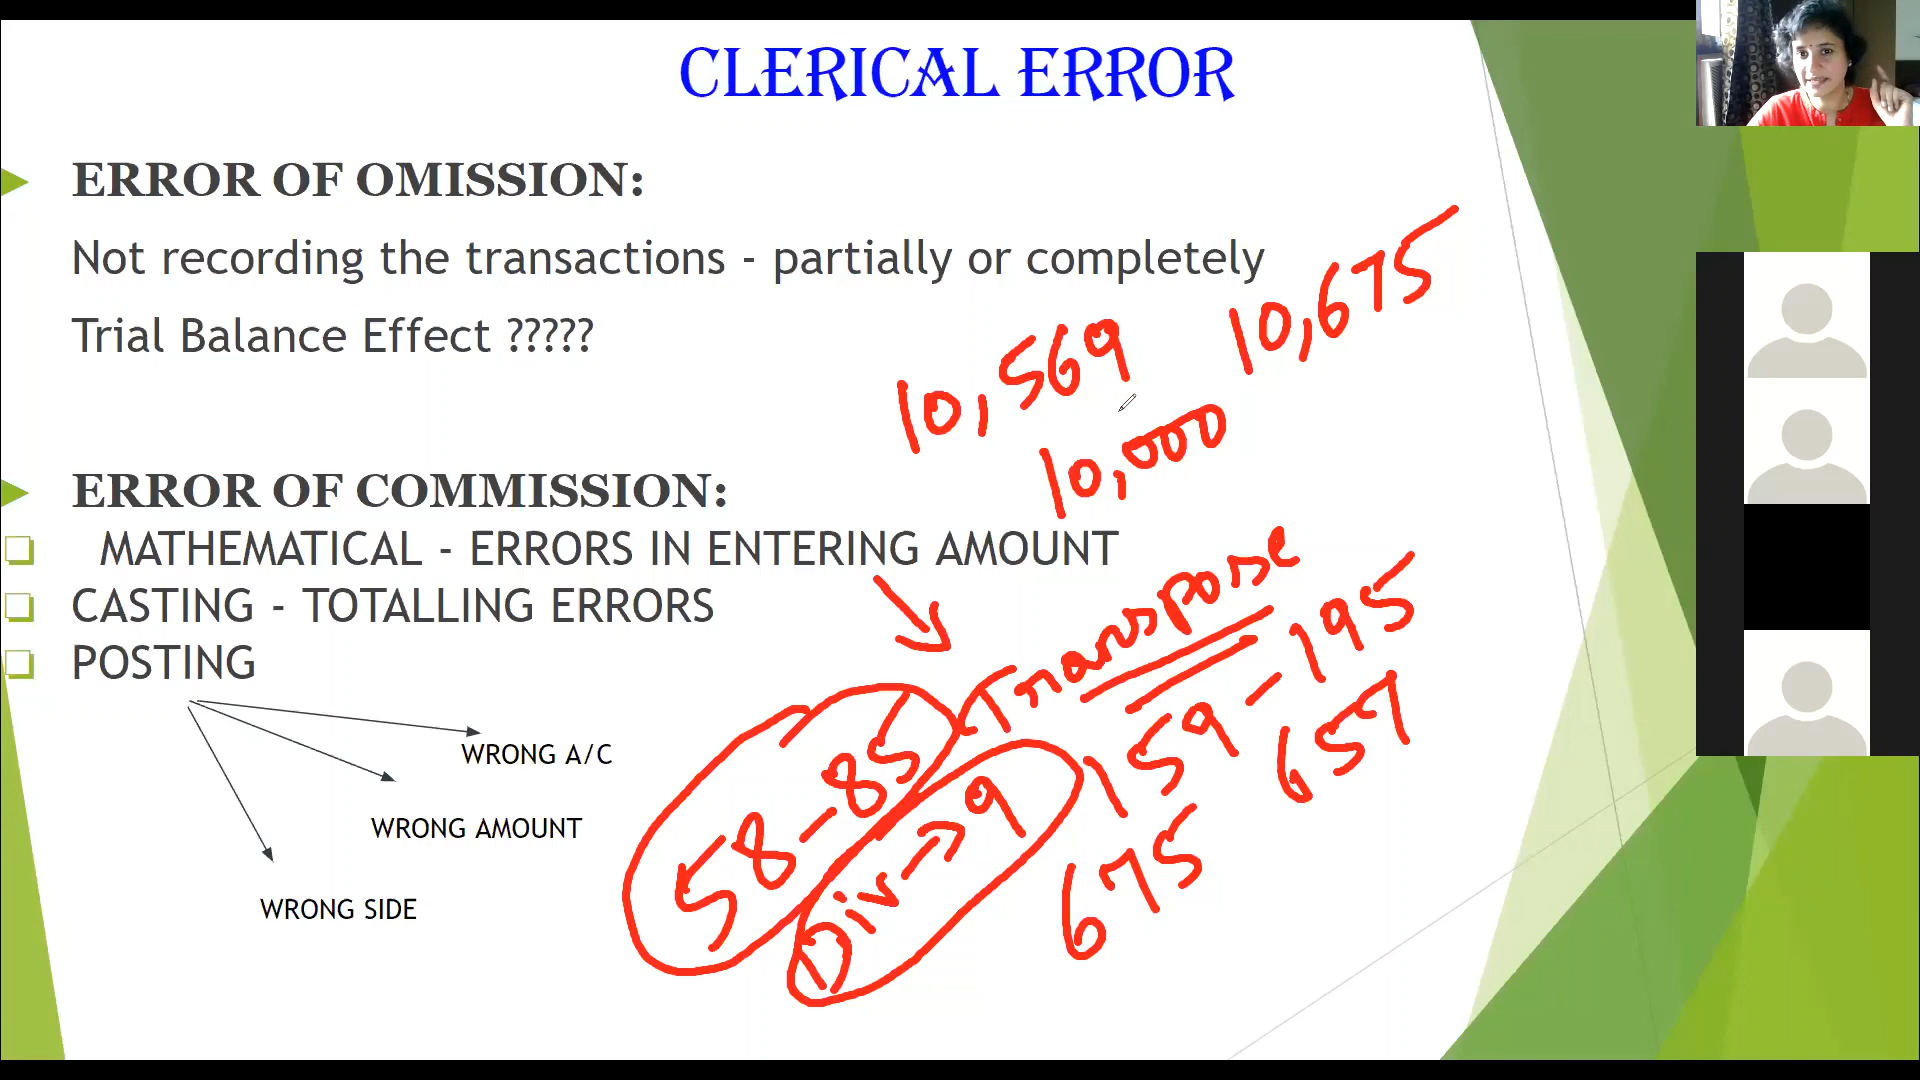 CLERICAL ERROR
ERROR OF OMISSION:
Not recording the transactions - partially or completely
Trial Balance Effect ?????
10,569
10,675
10,000
ERROR OF COMMISSION:
MATHEMATICAL - ERRORS IN ENTERING AMOUNT
CASTING - TOTALLING ERRORS
POSTING
WRONG A/C
WRONG AMOUNT
WRONG SIDE
Transpose
58-85
159-195
Div→9
675
657